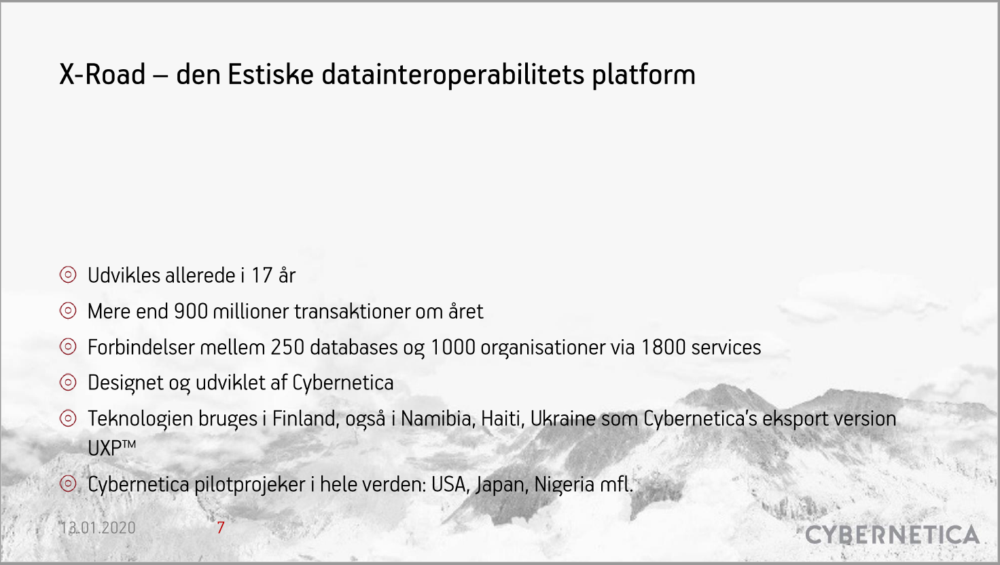 X-Road – den Estiske datainteroperabilitets platform
Udvikles allerede i 17 år
Mere end 900 millioner transaktioner om året
Forbindelser mellem 250 databases og 1000 organisationer via 1800 services
Designet og udviklet af Cybernetica
Teknologien bruges i Finland, også i Namibia, Haiti, Ukraine som Cybernetica’s eksport version
UXP™
Cybernetica pilotprojeker i hele verden: USA, Japan, Nigeria mfl.
13.01.2020 7
CYBERNETICA